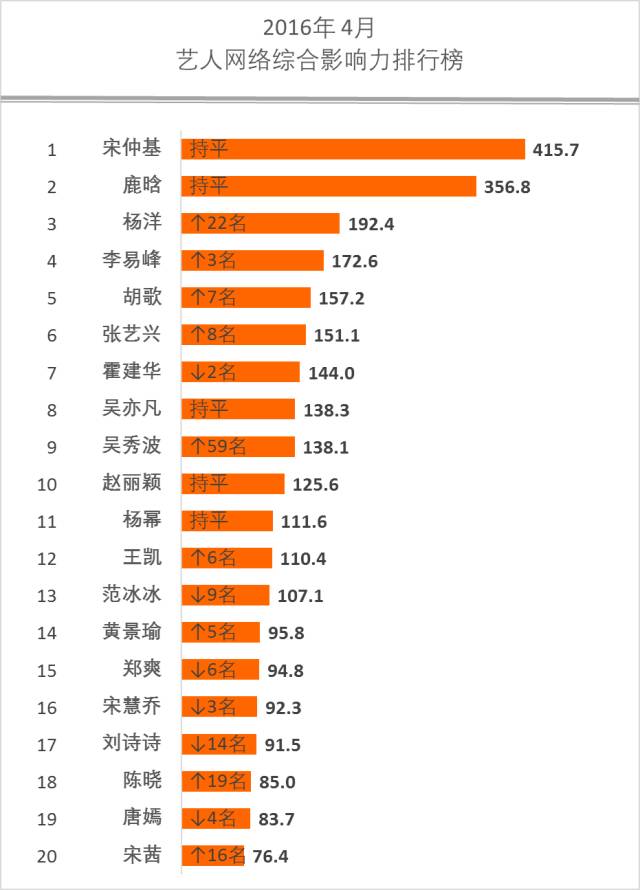 2016年 4月
艺人网络综合影响力排行榜
1 宋仲基 持平 415.7
2 鹿晗 持平 356.8
3 杨洋 ↑22名 192.4
4 李易峰 ↑3名 172.6
5 胡歌 ↑7名 157.2
6 张艺兴 ↑8名 151.1
7 霍建华 ↓2名 144.0
8 吴亦凡 持平 138.3
9 吴秀波 ↑59名 138.1
10 赵丽颖 持平 125.6
11 杨幂 持平 111.6
12 王凯 ↑6名 110.4
13 范冰冰 ↓9名 107.1
14 黄景瑜 ↑5名 95.8
15 郑爽 ↓6名 94.8
16 宋慧乔 ↓3名 92.3
17 刘诗诗 ↓14名 91.5
18 陈晓 ↑19名 85.0
19 唐嫣 ↓4名 83.7
20 宋茜 ↑16名 76.4